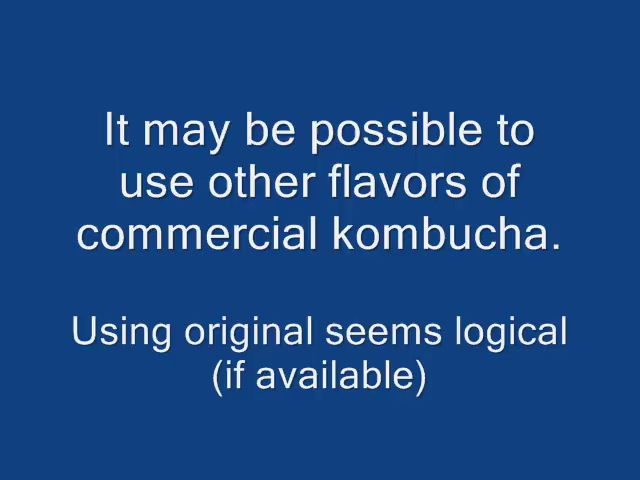 It may be possible to
use other flavors of
commercial kombucha.
Using original seems logical
(if available)